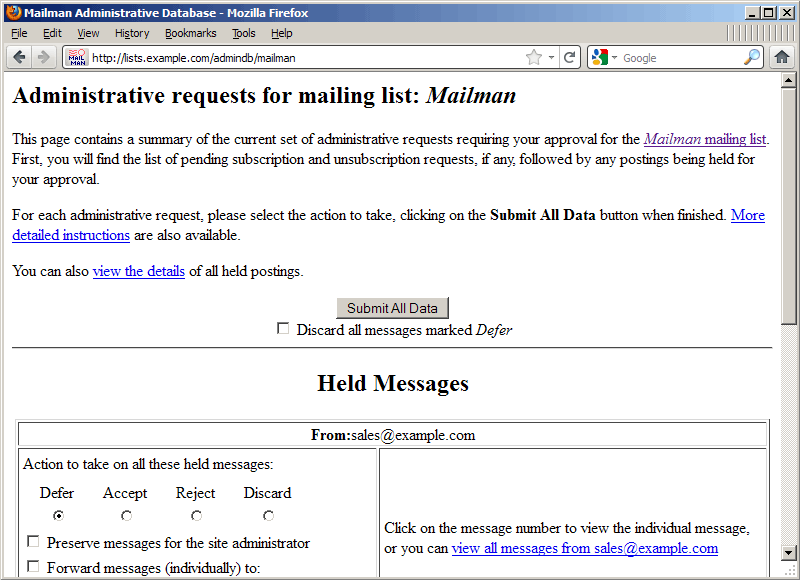 Mailman Administrative Database - Mozilla Firefox
File Edit View History Bookmarks Tools Help
MAIL MAN http://lists.example.com/admindb/mailman Google
Administrative requests for mailing list: Mailman
This page contains a summary of the current set of administrative requests requiring your approval for the Mailman mailing list.
First, you will find the list of pending subscription and unsubscription requests, if any, followed by any postings being held for
your approval.
For each administrative request, please select the action to take, clicking on the Submit All Data button when finished. More
detailed instructions are also available.
You can also view the details of all held postings.
Submit All Data
Discard all messages marked Defer
Held Messages
From:sales@example.com
Action to take on all these held messages:
Defer Accept Reject Discard
Preserve messages for the site administrator
Forward messages (individually) to:
Click on the message number to view the individual message,
or you can view all messages from sales@example.com